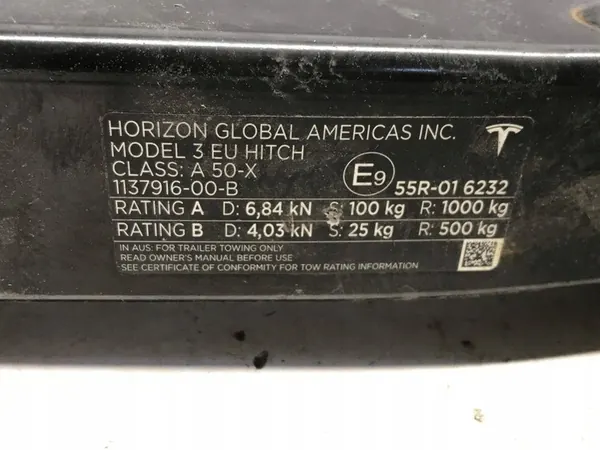 HORIZON GLOBAL AMERICAS INC.
MODEL 3 EU HITCH
CLASS: A 50-X
1137916-00-B
E9 55R-01 6232
RATING A D: 6,84 kN S: 100 kg R: 1000 kg
RATING B D: 4,03 kN S: 25 kg R: 500 kg
IN AUS: FOR TRAILER TOWING ONLY
READ OWNER'S MANUAL BEFORE USE
SEE CERTIFICATE OF CONFORMITY FOR TOW RATING INFORMATION